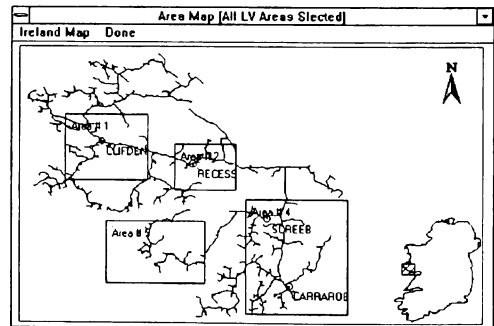 Area Map [All LV Areas Slected]
Ireland Map Done
N
Area # 1
CLIFDEN
Area # 2
RECESS
Area #
Area # 4
SCREEB
CARRAROE